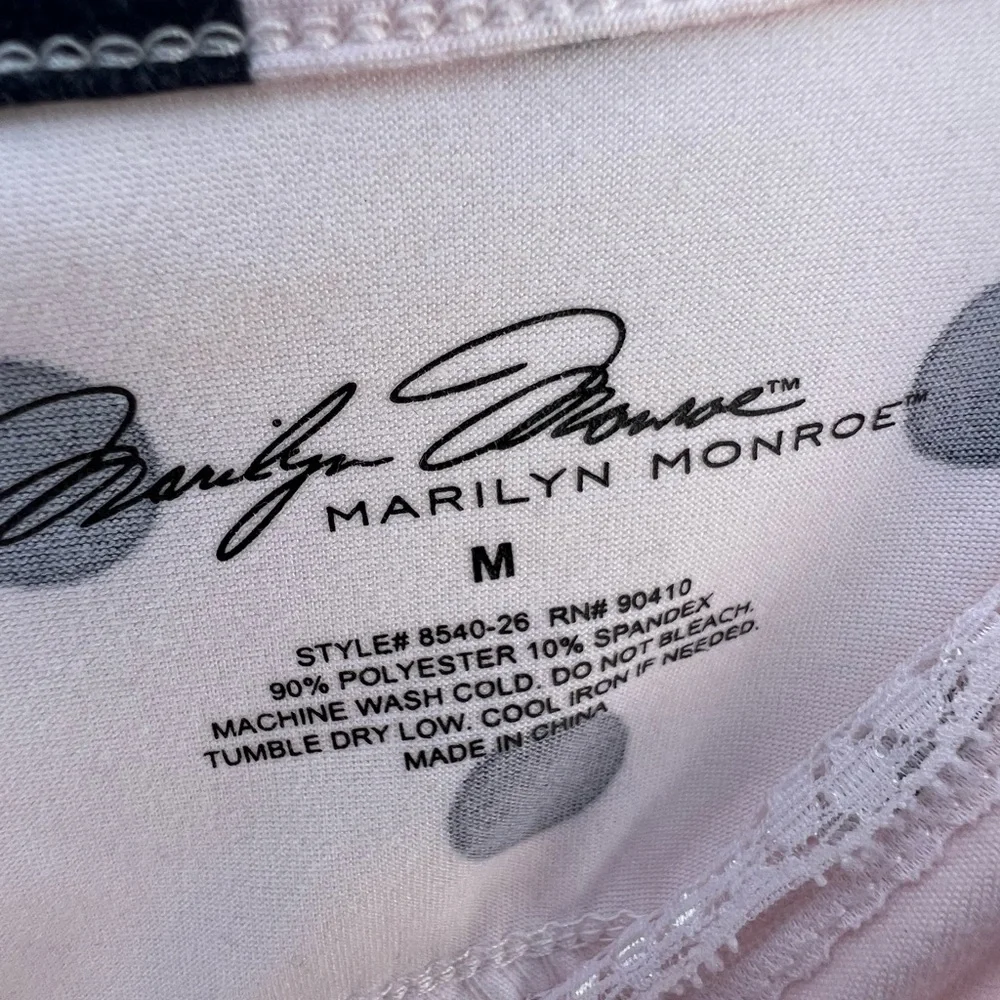 Marilyn Monroe™
MARILYN MONROE™
M
STYLE# 8540-26 RN# 90410
90% POLYESTER 10% SPANDEX
MACHINE WASH COLD. DO NOT BLEACH.
TUMBLE DRY LOW. COOL IRON IF NEEDED.
MADE IN CHINA